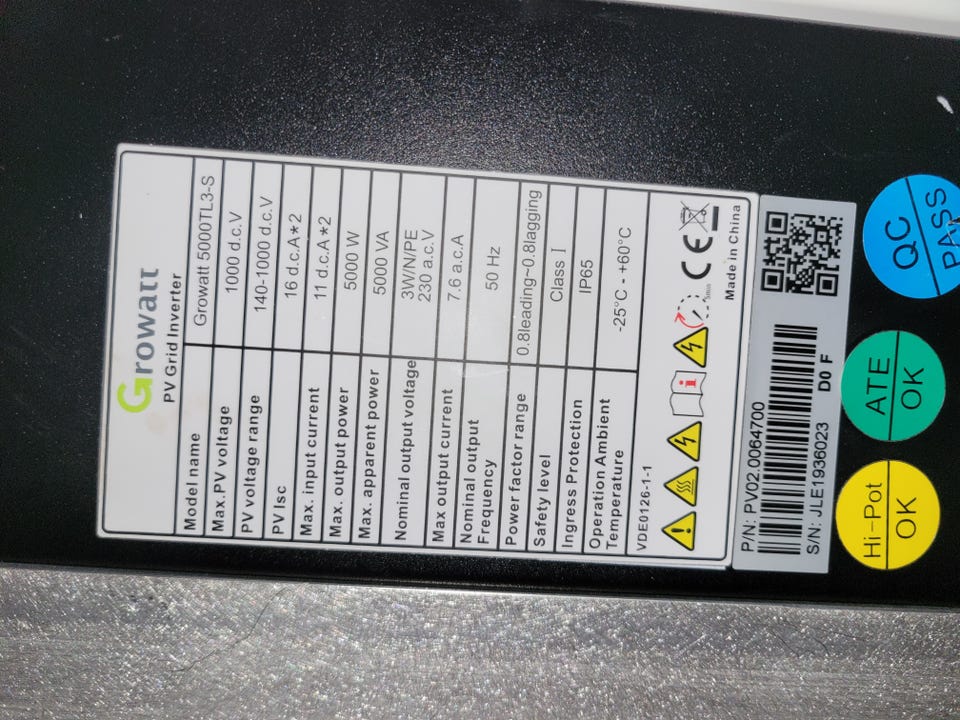 Growatt
PV Grid Inverter
Model name Growatt 5000TL3-S
Max.PV voltage 1000 d.c.V
PV voltage range 140-1000 d.c.V
PV Isc 16 d.c.A*2
Max. input current 11 d.c.A*2
Max. output power 5000 W
Max. apparent power 5000 VA
Nominal output voltage 3W/N/PE
230 a.c.V
Max output current 7.6 a.c.A
Nominal output
Frequency 50 Hz
Power factor range 0.8leading~0.8lagging
Safety level Class I
Ingress Protection IP65
Operation Ambient
Temperature -25°C - +60°C
VDE0126-1-1
5min
CE
Made in China
P/N: PV02.0064700
D0 F
S/N: JLE1936023
Hi-Pot
OK
ATE
OK
QC
PASS